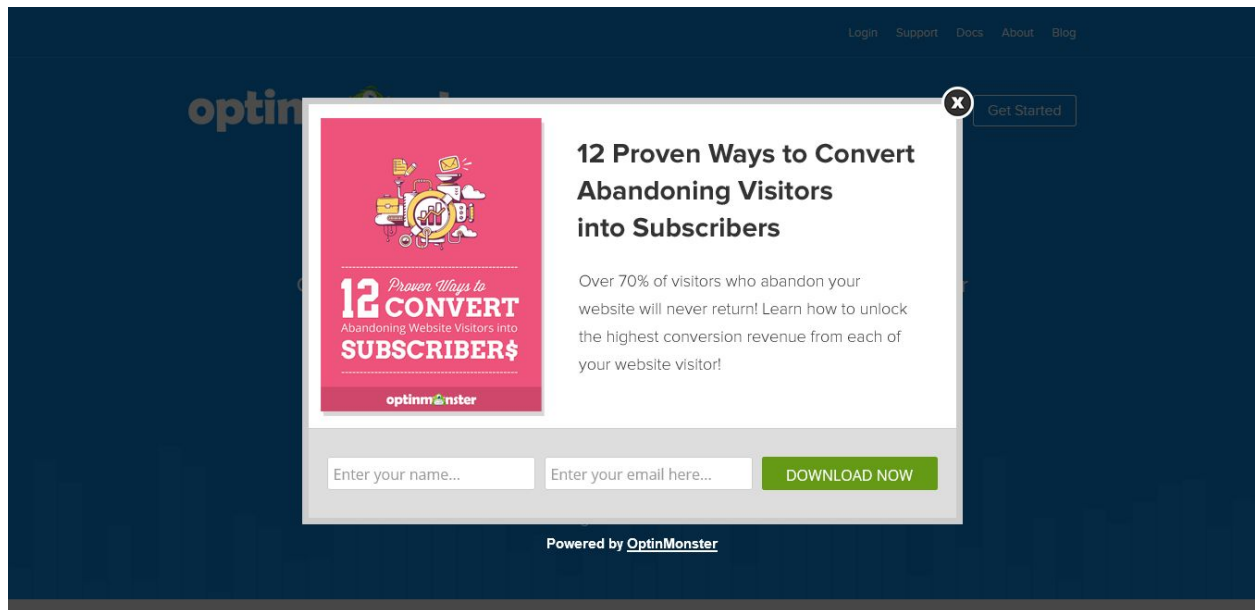 Login Support Docs About Blog
optin
X
Get Started
12 Proven Ways to Convert
Abandoning Visitors
into Subscribers
Over 70% of visitors who abandon your
website will never return! Learn how to unlock
the highest conversion revenue from each of
your website visitor!
12 Proven Ways to
CONVERT
Abandoning Website Visitors into
SUBSCRIBER$
optinmonster
Enter your name...
Enter your email here...
DOWNLOAD NOW
Powered by OptinMonster